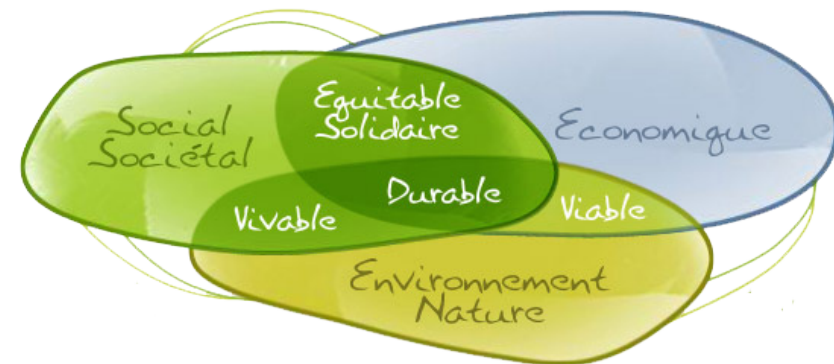 Equitable
Solidaire
Social
Sociétal
Economique
Durable
Vivable
Viable
Environnement
Nature